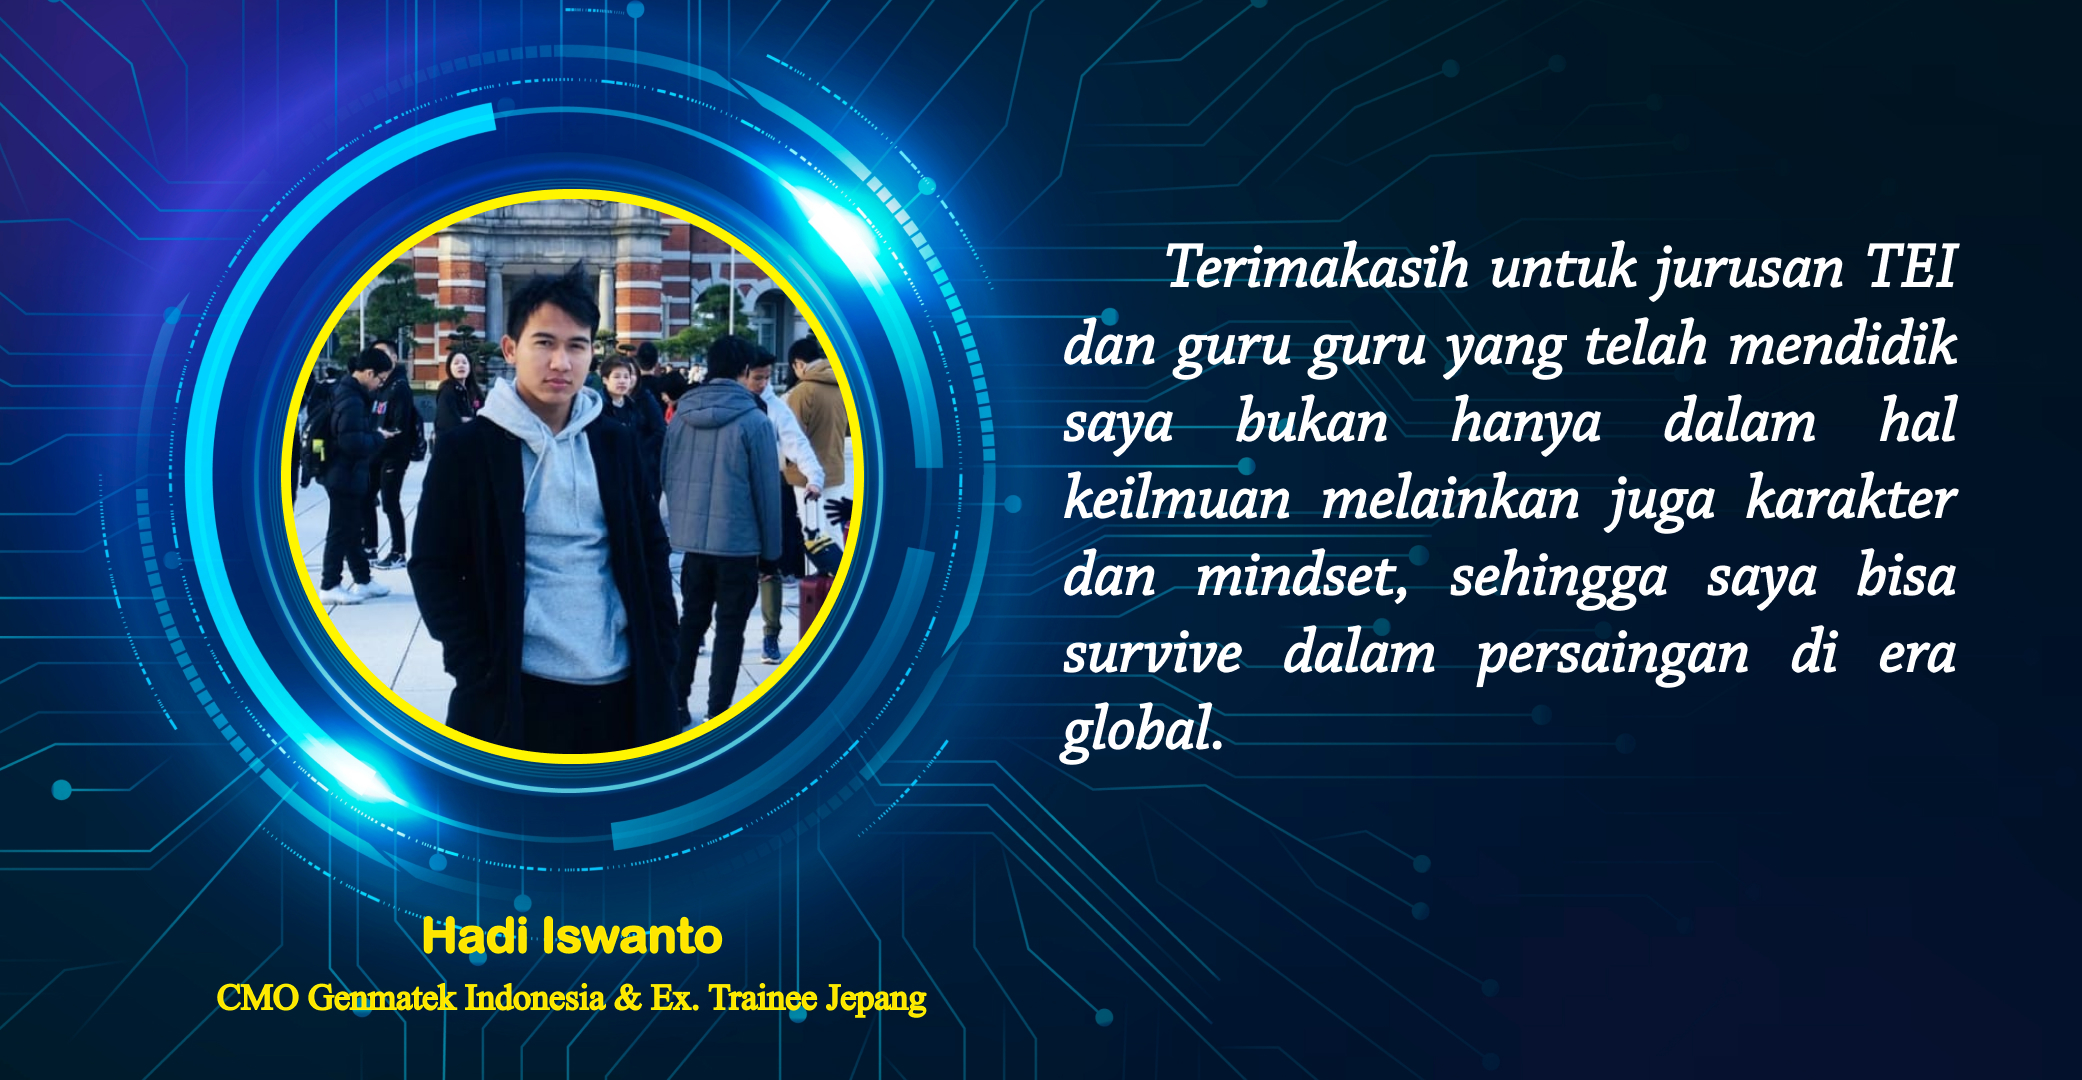 Terimakasih untuk jurusan TEI
dan guru guru yang telah mendidik
saya bukan hanya dalam hal
keilmuan melainkan juga karakter
dan mindset, sehingga saya bisa
survive dalam persaingan di era
global.
Hadi Iswanto
CMO Genmatek Indonesia & Ex. Trainee Jepang